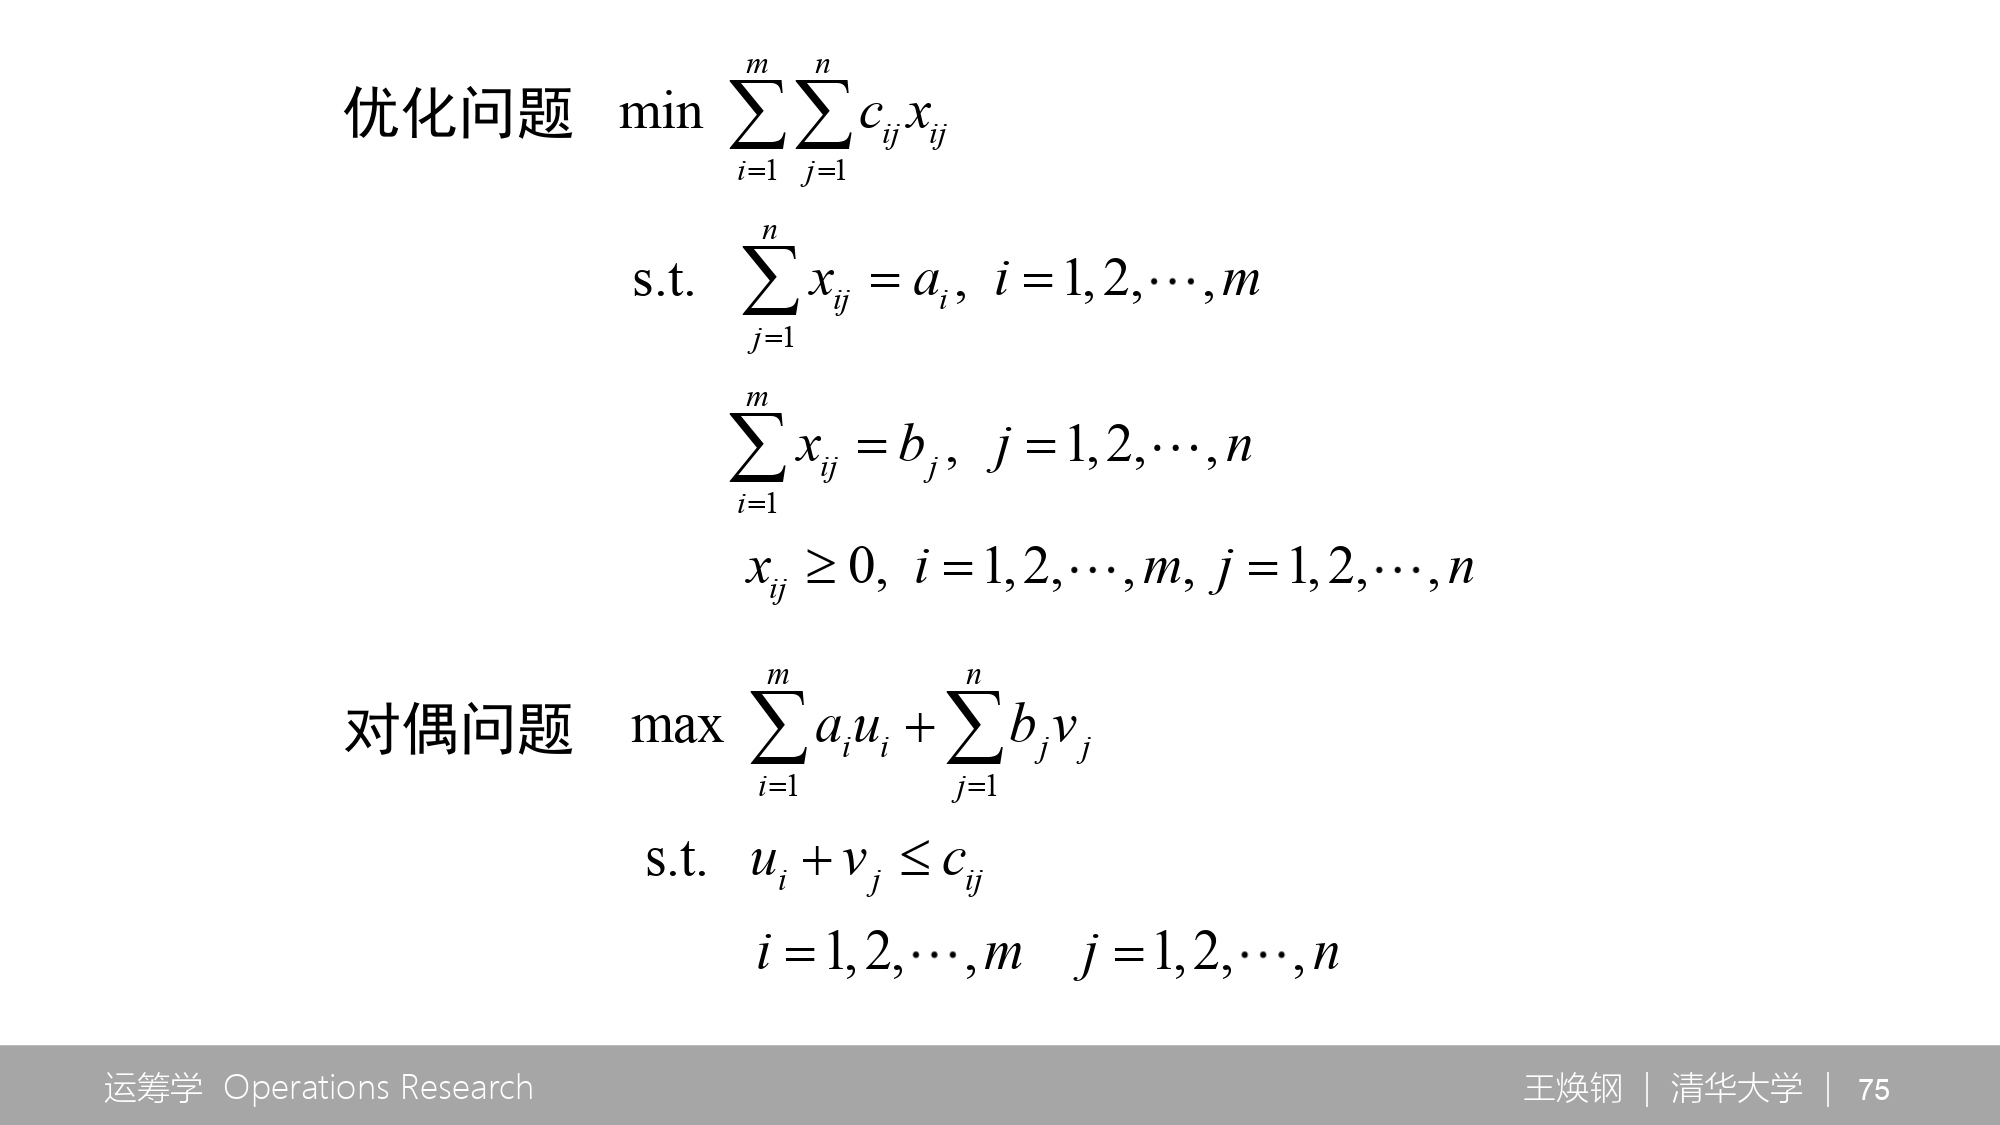 优化问题 min $\sum_{i=1}^{m}\sum_{j=1}^{n} c_{ij} x_{ij}$
s.t. $\sum_{j=1}^{n} x_{ij} = a_i,\ i = 1, 2, \cdots, m$
$\sum_{i=1}^{m} x_{ij} = b_j,\ j = 1, 2, \cdots, n$
$x_{ij} \geq 0,\ i = 1, 2, \cdots, m,\ j = 1, 2, \cdots, n$
对偶问题 max $\sum_{i=1}^{m} a_i u_i + \sum_{j=1}^{n} b_j v_j$
s.t. $u_i + v_j \leq c_{ij}$
$i = 1, 2, \cdots, m \quad j = 1, 2, \cdots, n$
运筹学 Operations Research 王焕钢 | 清华大学 | 75